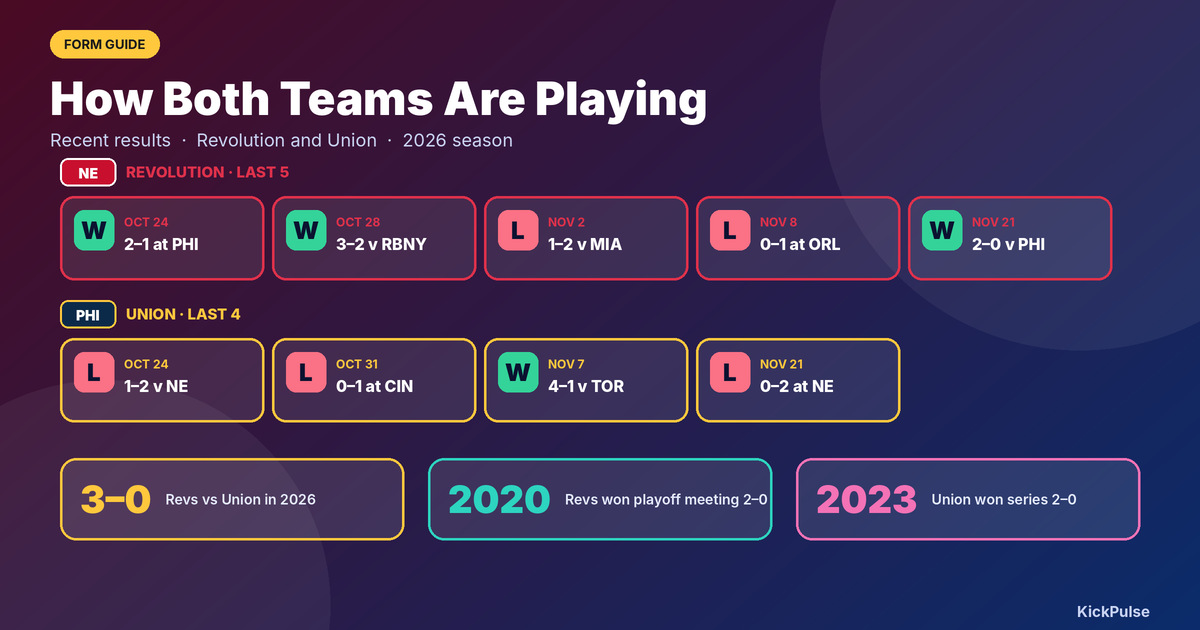 FORM GUIDE
How Both Teams Are Playing
Recent results · Revolution and Union · 2026 season
NE REVOLUTION · LAST 5
W OCT 24
2–1 at PHI
W OCT 28
3–2 v RBNY
L NOV 2
1–2 v MIA
L NOV 8
0–1 at ORL
W NOV 21
2–0 v PHI
PHI UNION · LAST 4
L OCT 24
1–2 v NE
L OCT 31
0–1 at CIN
W NOV 7
4–1 v TOR
L NOV 21
0–2 at NE
3–0 Revs vs Union in 2026
2020 Revs won playoff meeting 2–0
2023 Union won series 2–0
KickPulse